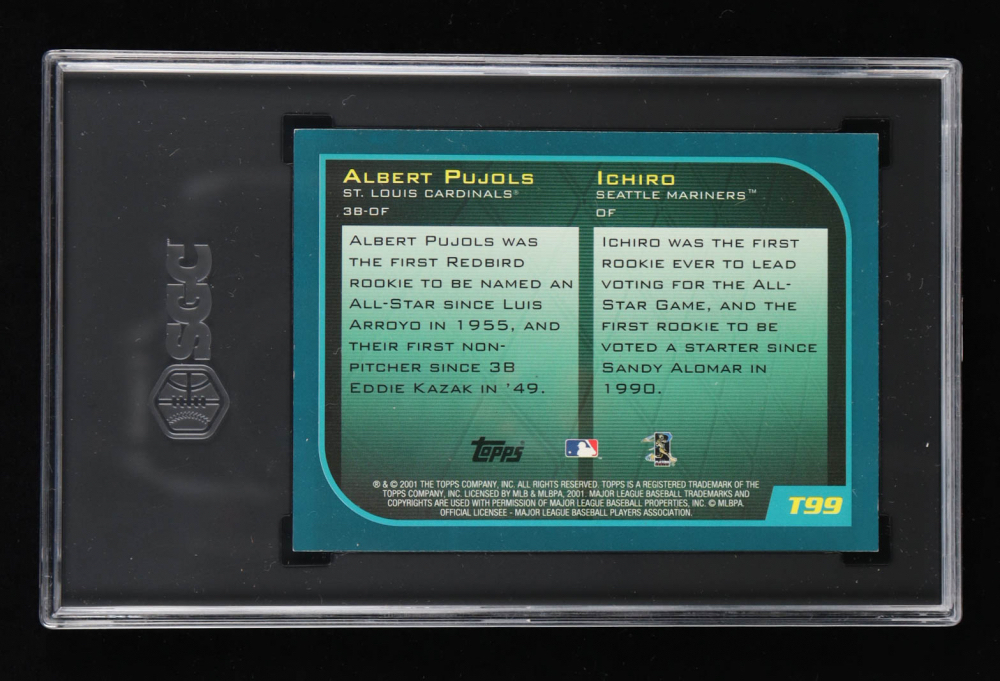 SGC
ALBERT PUJOLS
ST. LOUIS CARDINALS®
3B-OF
ALBERT PUJOLS WAS
THE FIRST REDBIRD
ROOKIE TO BE NAMED AN
ALL-STAR SINCE LUIS
ARROYO IN 1955, AND
THEIR FIRST NON-
PITCHER SINCE 3B
EDDIE KAZAK IN '49.
ICHIRO
SEATTLE MARINERS™
OF
ICHIRO WAS THE FIRST
ROOKIE EVER TO LEAD
VOTING FOR THE ALL-
STAR GAME, AND THE
FIRST ROOKIE TO BE
VOTED A STARTER SINCE
SANDY ALOMAR IN
1990.
Topps
® & © 2001 THE TOPPS COMPANY, INC. ALL RIGHTS RESERVED. TOPPS IS A REGISTERED TRADEMARK OF THE
TOPPS COMPANY, INC. LICENSED BY MLB & MLBPA, 2001. MAJOR LEAGUE BASEBALL TRADEMARKS AND
COPYRIGHTS ARE USED WITH PERMISSION OF MAJOR LEAGUE BASEBALL PROPERTIES, INC. © MLBPA
OFFICIAL LICENSEE - MAJOR LEAGUE BASEBALL PLAYERS ASSOCIATION.
T99